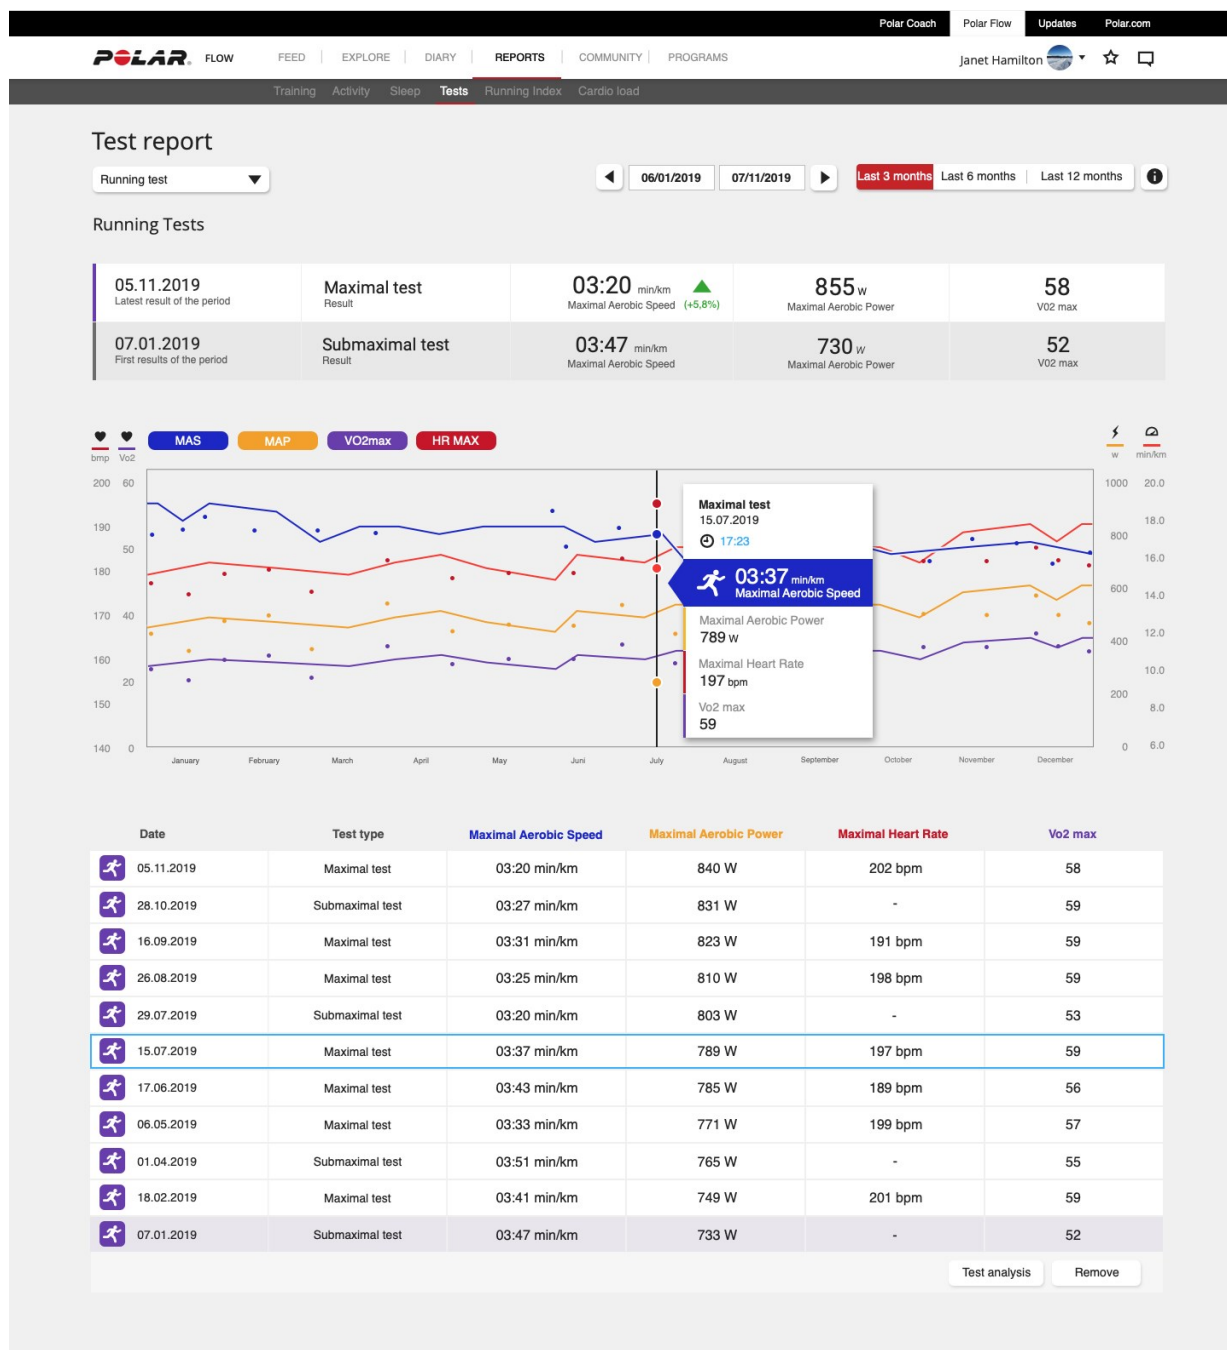 Polar Coach Polar Flow Updates Polar.com
POLAR. FLOW FEED EXPLORE DIARY REPORTS COMMUNITY PROGRAMS Janet Hamilton
Training Activity Sleep Tests Running Index Cardio load
Test report
Running test 06/01/2019 07/11/2019 Last 3 months Last 6 months Last 12 months
Running Tests
05.11.2019 Maximal test 03:20 min/km 855 w 58
Latest result of the period Result Maximal Aerobic Speed (+5,8%) Maximal Aerobic Power V02 max
07.01.2019 Submaximal test 03:47 min/km 730 w 52
First results of the period Result Maximal Aerobic Speed Maximal Aerobic Power V02 max
MAS MAP VO2max HR MAX
bmp Vo2 w min/km
200 60 1000 20.0
Maximal test
15.07.2019
18.0
190
800
17:23
50
16.0
180
03:37 min/km
Maximal Aerobic Speed
600
14.0
170 40
Maximal Aerobic Power
789 w
12.0
400
160
Maximal Heart Rate
10.0
197 bpm
20
200
150
Vo2 max
8.0
59
140 0 0 6.0
January February March April May Juni July August September October November December
Date Test type Maximal Aerobic Speed Maximal Aerobic Power Maximal Heart Rate Vo2 max
05.11.2019 Maximal test 03:20 min/km 840 W 202 bpm 58
28.10.2019 Submaximal test 03:27 min/km 831 W - 59
16.09.2019 Maximal test 03:31 min/km 823 W 191 bpm 59
26.08.2019 Maximal test 03:25 min/km 810 W 198 bpm 59
29.07.2019 Submaximal test 03:20 min/km 803 W - 53
15.07.2019 Maximal test 03:37 min/km 789 W 197 bpm 59
17.06.2019 Maximal test 03:43 min/km 785 W 189 bpm 56
06.05.2019 Maximal test 03:33 min/km 771 W 199 bpm 57
01.04.2019 Submaximal test 03:51 min/km 765 W - 55
18.02.2019 Maximal test 03:41 min/km 749 W 201 bpm 59
07.01.2019 Submaximal test 03:47 min/km 733 W - 52
Test analysis Remove